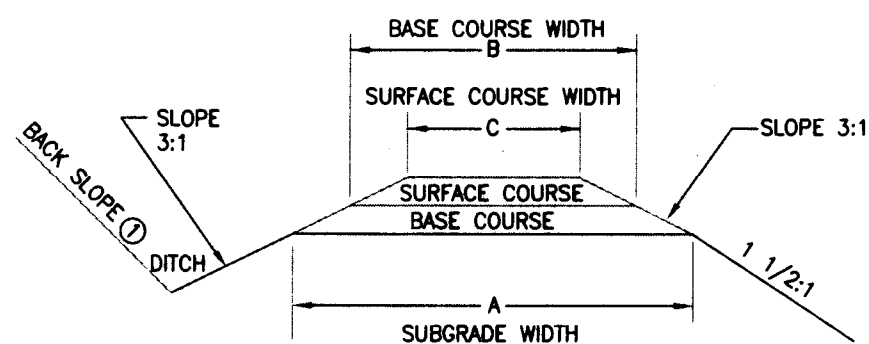 BASE COURSE WIDTH
B
SURFACE COURSE WIDTH
C
SLOPE
3:1
SLOPE 3:1
BACK SLOPE ①
SURFACE COURSE
BASE COURSE
DITCH
1 1/2:1
A
SUBGRADE WIDTH